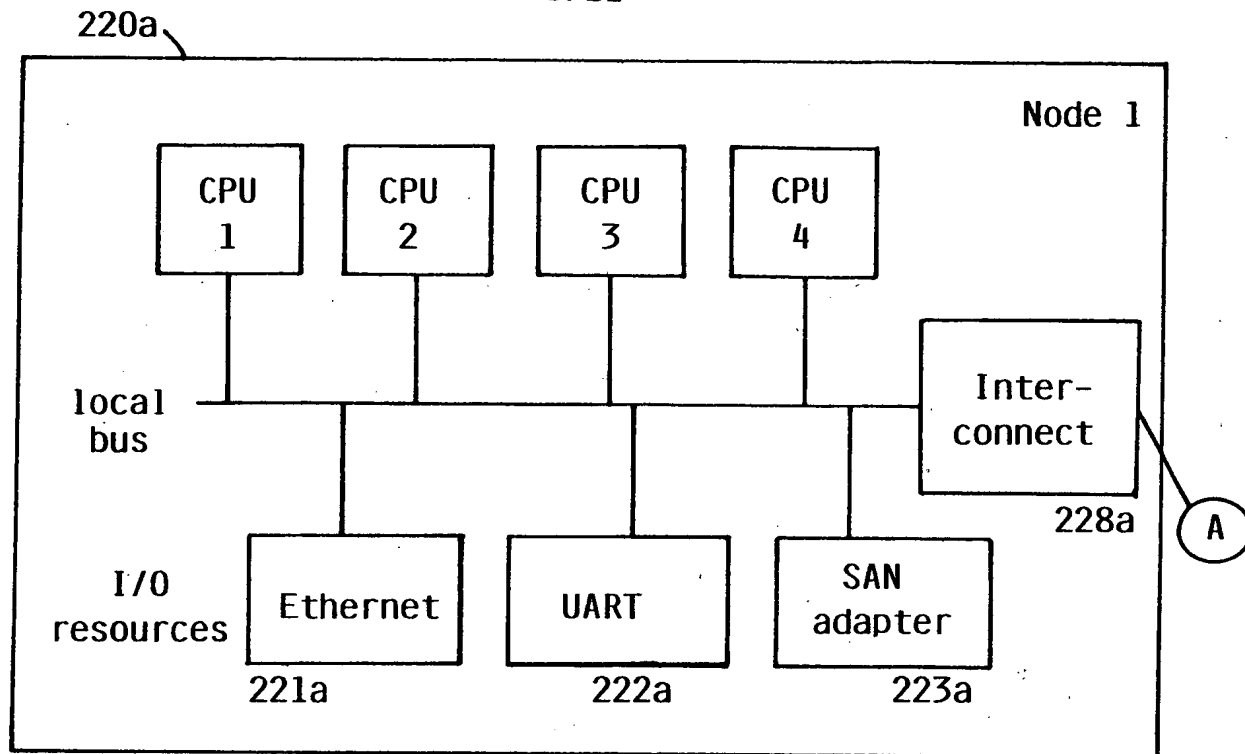 220a
Node 1
CPU
1
CPU
2
CPU
3
CPU
4
local
bus
Inter-
connect
228a
A
I/O
resources
Ethernet
UART
SAN
adapter
221a
222a
223a